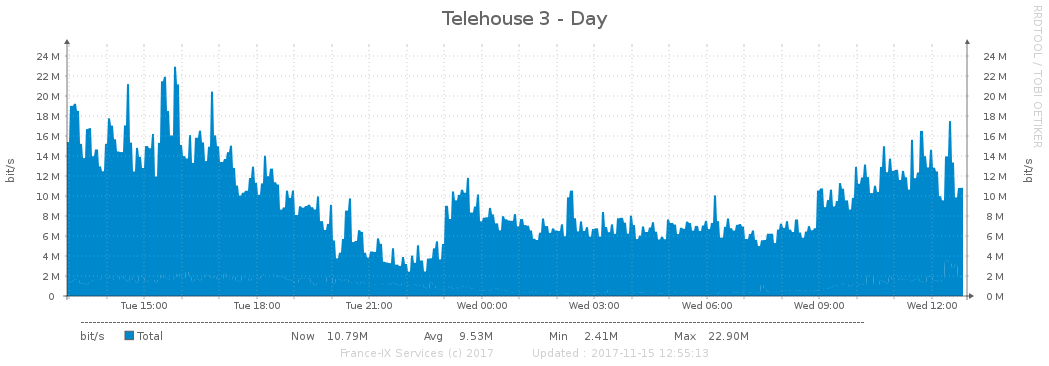 Telehouse 3 - Day
RRDTOOL / TOBI OETIKER
24 M 24 M
22 M 22 M
20 M 20 M
18 M 18 M
16 M 16 M
14 M 14 M
12 M 12 M
10 M 10 M
8 M 8 M
6 M 6 M
4 M 4 M
2 M 2 M
0 0 M
bit/s bit/s
Tue 15:00 Tue 18:00 Tue 21:00 Wed 00:00 Wed 03:00 Wed 06:00 Wed 09:00 Wed 12:00
bit/s Total Now 10.79M Avg 9.53M Min 2.41M Max 22.90M
France-IX Services (c) 2017 Updated : 2017-11-15 12:55:13